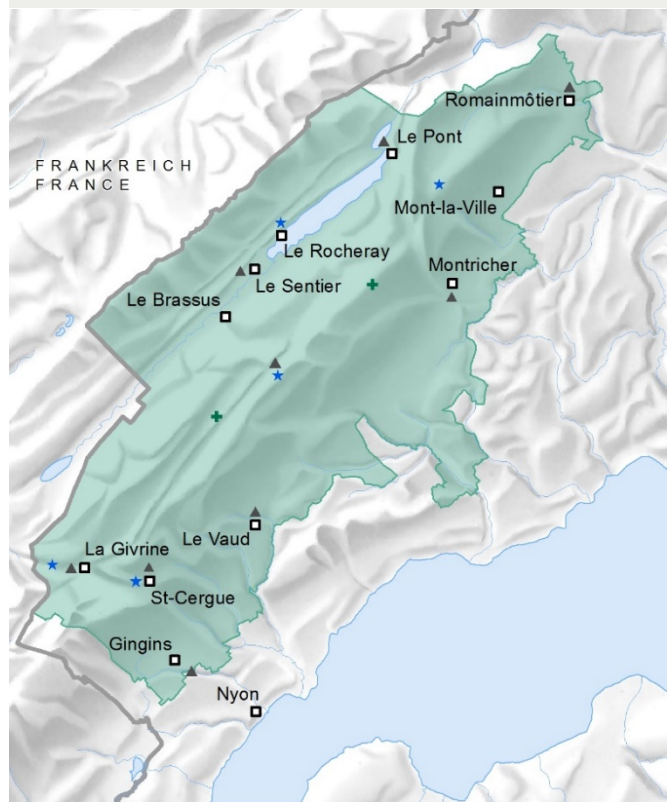 Romainmôtier
Le Pont
FRANKREICH
FRANCE
Mont-la-Ville
Le Rocheray
Montricher
Le Sentier
Le Brassus
Le Vaud
La Givrine
St-Cergue
Gingins
Nyon